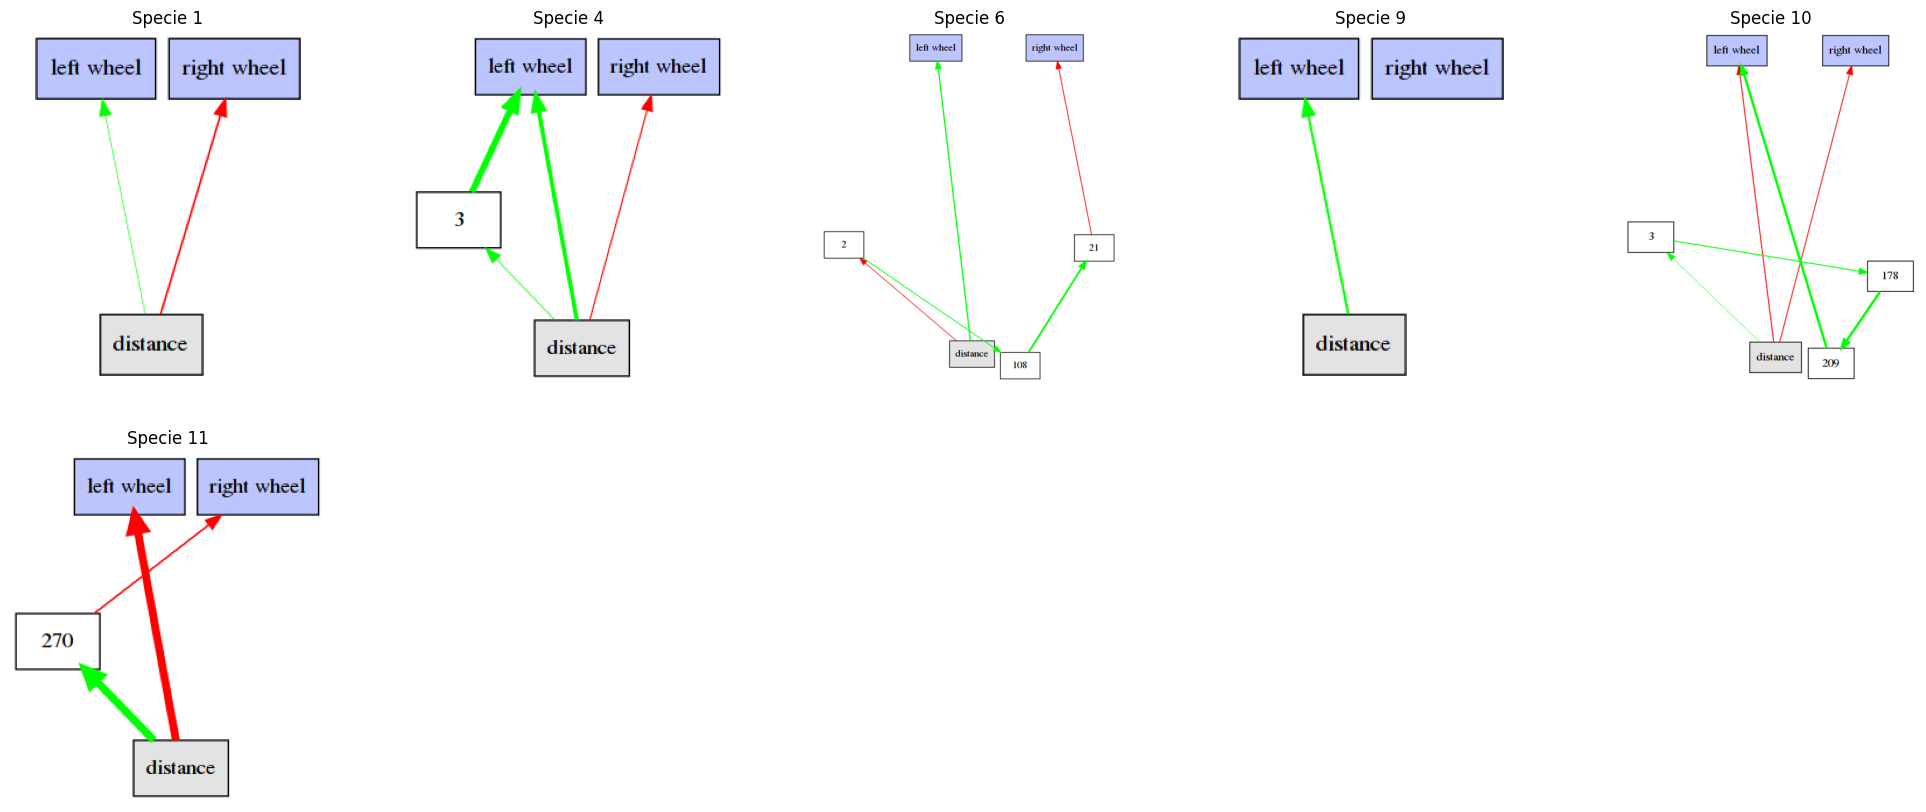 Specie 1
left wheel
right wheel
distance
Specie 4
left wheel
right wheel
3
distance
Specie 6
left wheel
right wheel
2
21
distance
108
Specie 9
left wheel
right wheel
distance
Specie 10
left wheel
right wheel
3
178
distance
209
Specie 11
left wheel
right wheel
270
distance